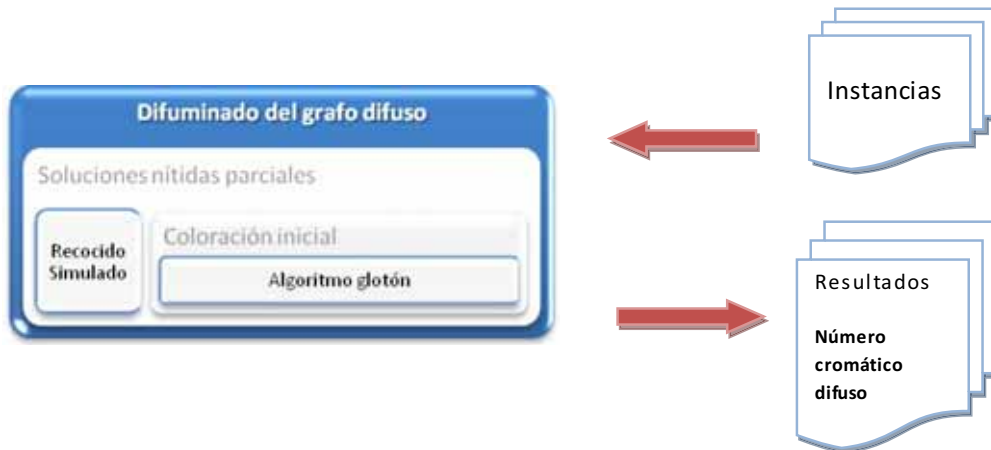 Difuminado del grafo difuso
Soluciones nítidas parciales
Recocido
Simulado
Coloración inicial
Algoritmo glotón
Instancias
Resultados
Número
cromático
difuso